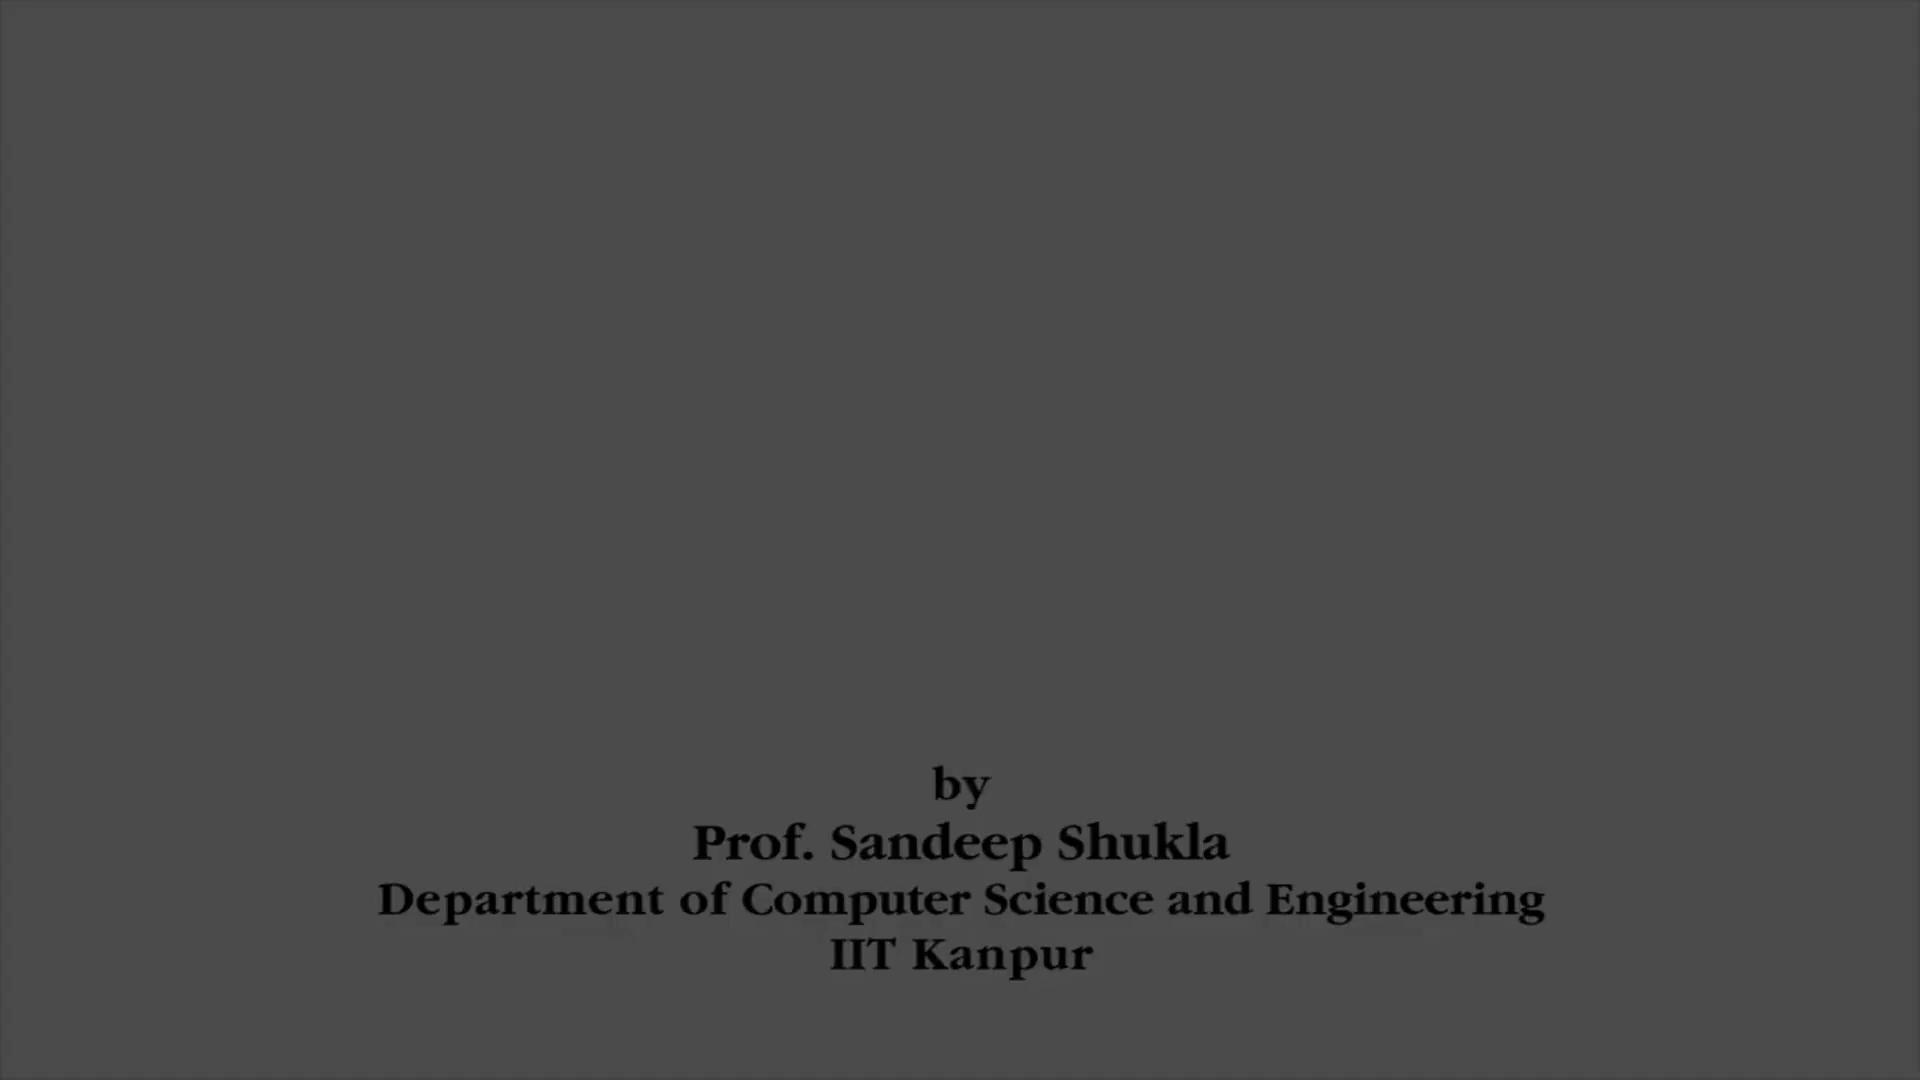 by
Prof. Sandeep Shukla
Department of Computer Science and Engineering
IIT Kanpur